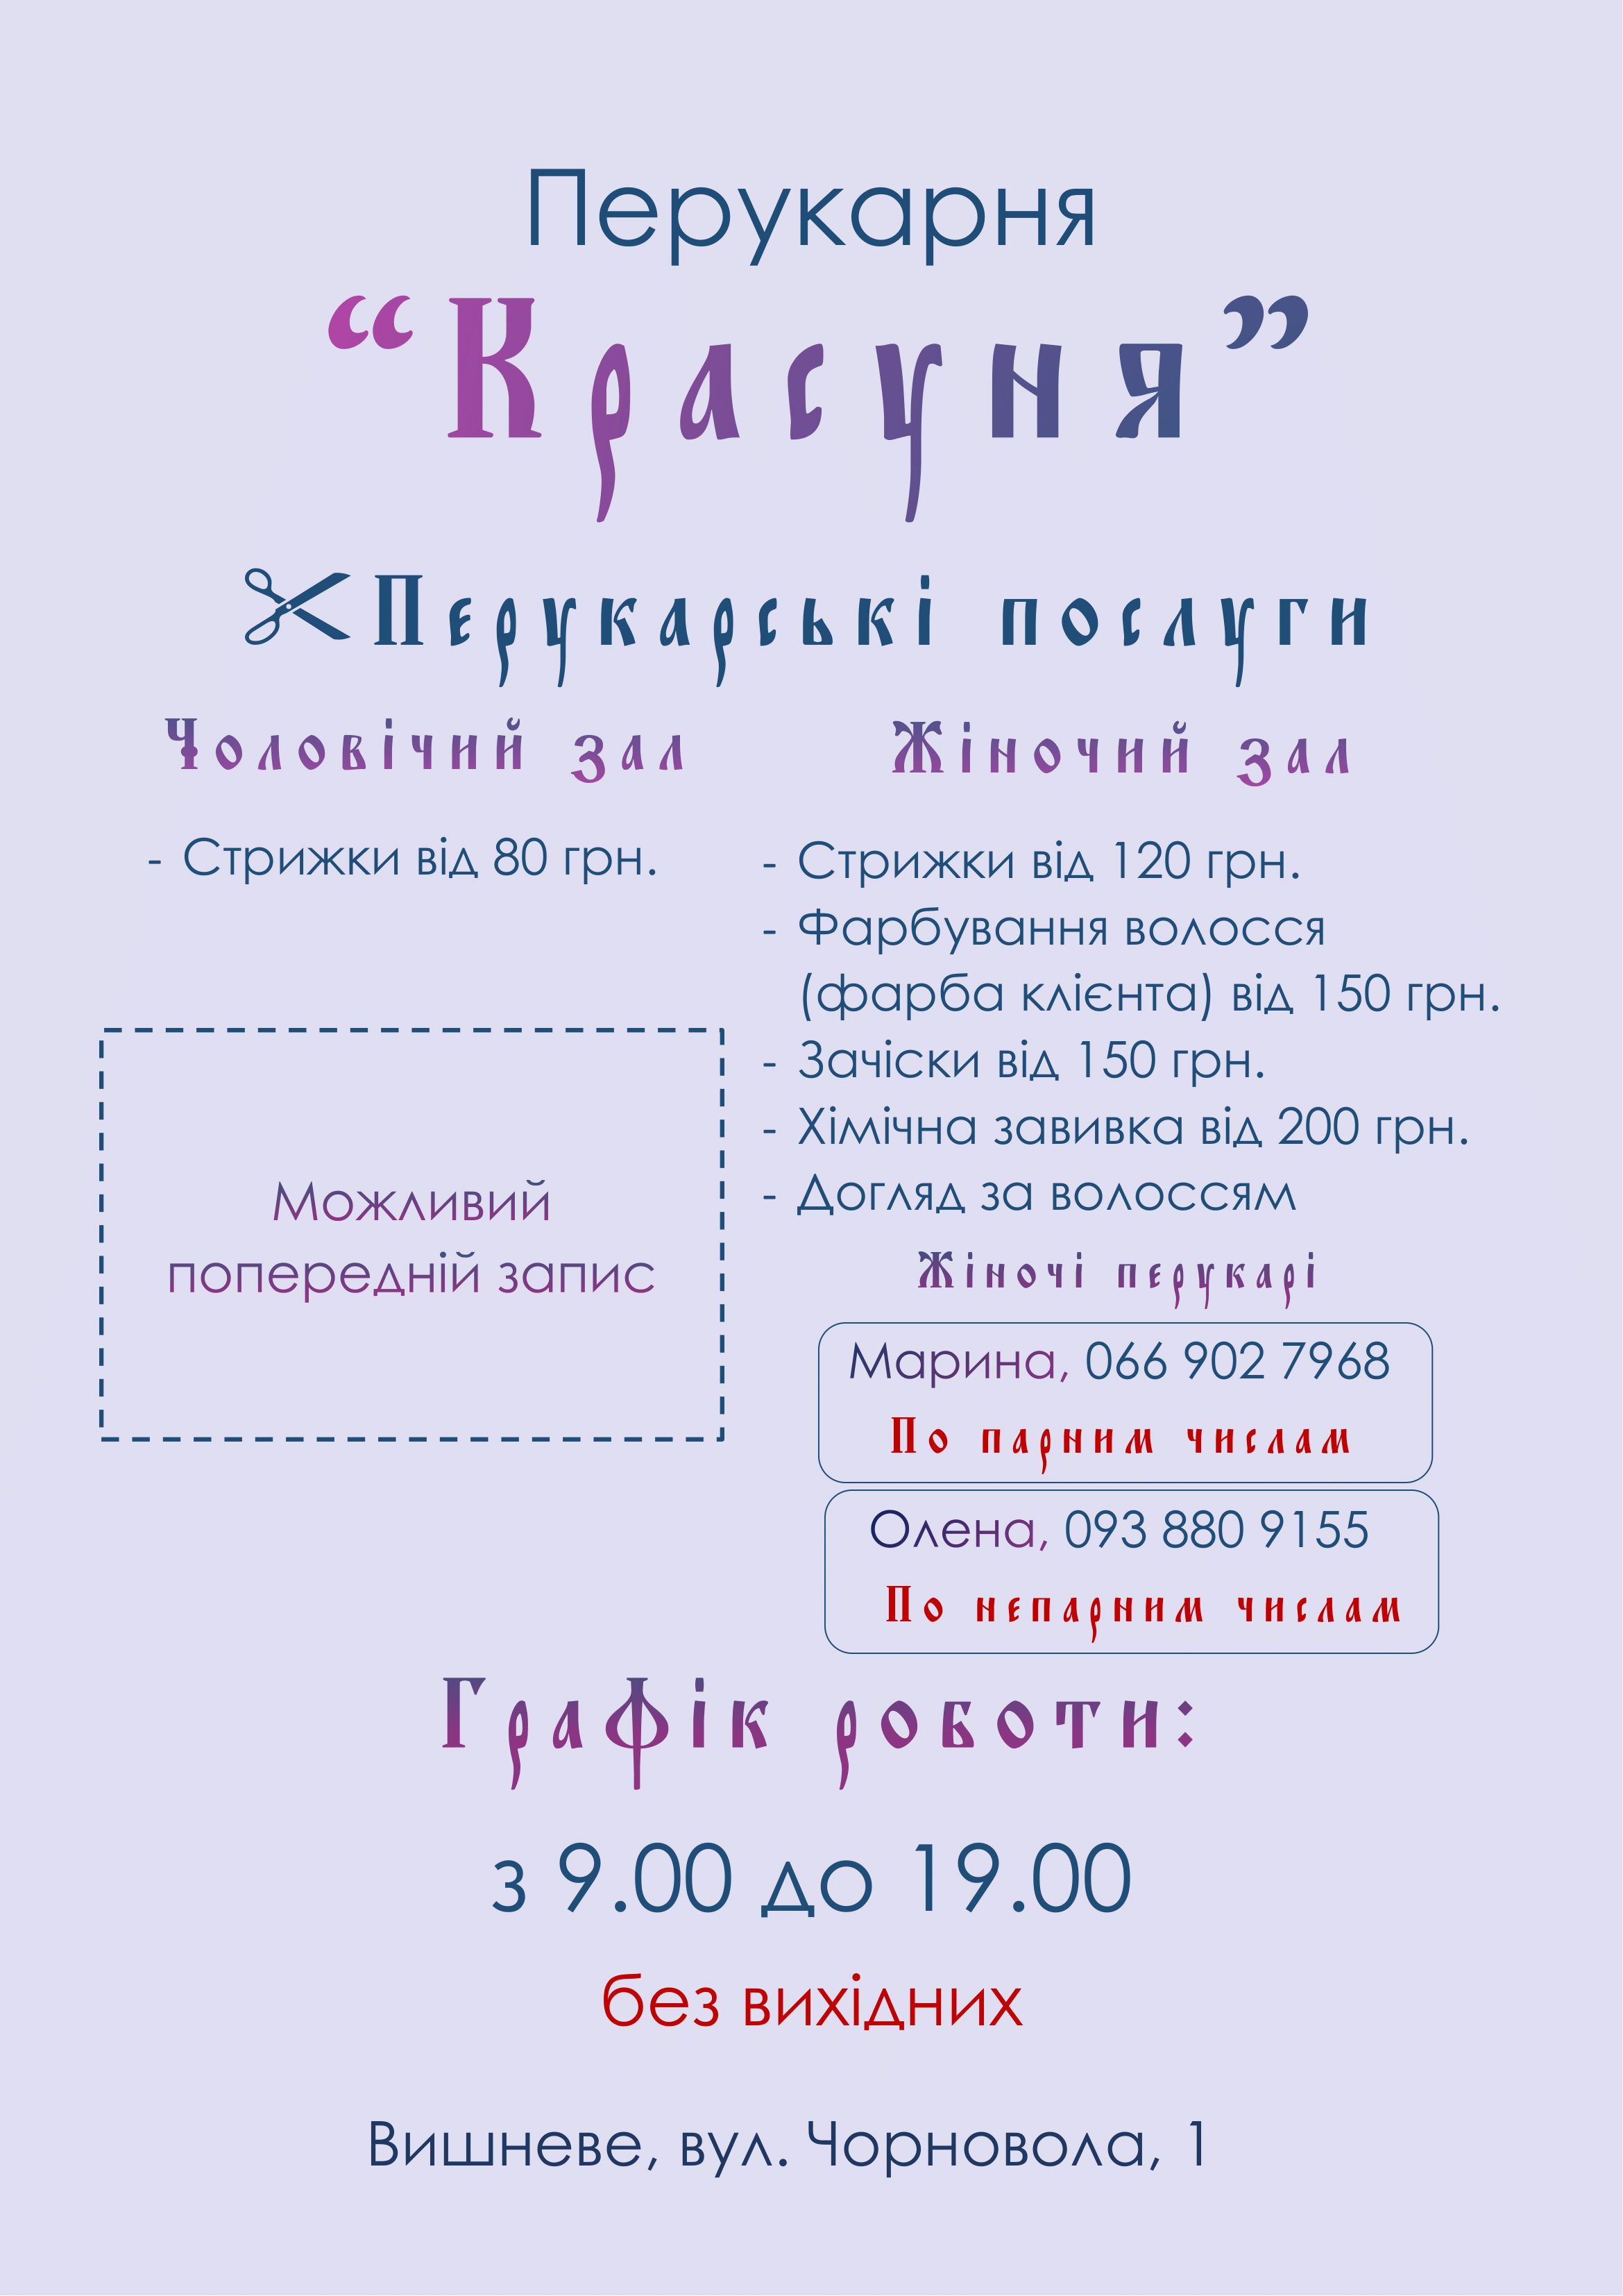 Перукарня
“Красуня”
Перукарські послуги
Чоловічий зал
- Стрижки від 80 грн.
Можливий
попередній запис
Жіночий зал
- Стрижки від 120 грн.
- Фарбування волосся
(фарба клієнта) від 150 грн.
- Зачіски від 150 грн.
- Хімічна завивка від 200 грн.
- Догляд за волоссям
Жіночі перукарі
Марина, 066 902 7968
По парним числам
Олена, 093 880 9155
По непарним числам
Графік роботи:
з 9.00 до 19.00
без вихідних
Вишневе, вул. Чорновола, 1